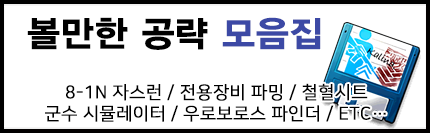 볼만한 공략 모음집
8-1N 자스런 / 전용장비 파밍 / 철혈시트
군수 시뮬레이터 / 우로보로스 파인더 / ETC…